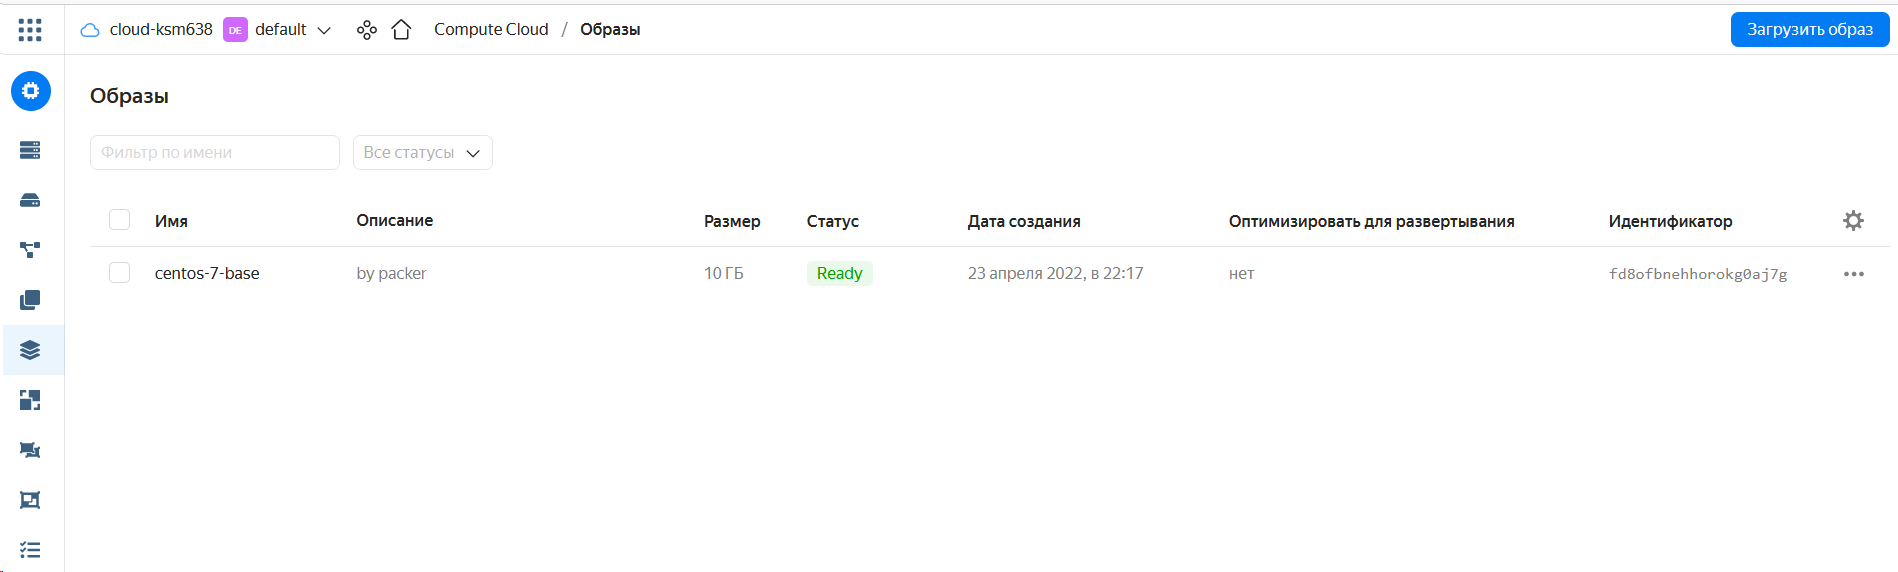 cloud-ksm638 DE default Compute Cloud / Образы Загрузить образ
Образы
Фильтр по имени Все статусы
Имя Описание Размер Статус Дата создания Оптимизировать для развертывания Идентификатор
centos-7-base by packer 10 ГБ Ready 23 апреля 2022, в 22:17 нет fd8ofbnehhorokg0aj7g